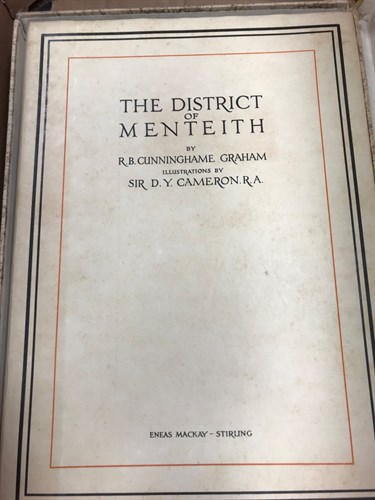 THE DISTRICT
OF
MENTEITH
BY
R.B. CUNNINGHAME GRAHAM
ILLUSTRATIONS BY
SIR D.Y. CAMERON. R.A.
ENEAS MACKAY - STIRLING